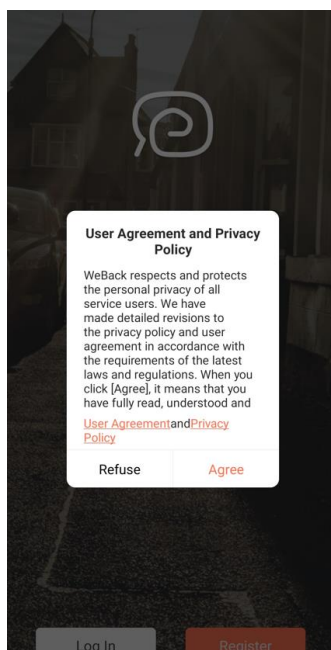 User Agreement and Privacy
Policy
WeBack respects and protects
the personal privacy of all
service users. We have
made detailed revisions to
the privacy policy and user
agreement in accordance with
the requirements of the latest
laws and regulations. When you
click [Agree], it means that you
have fully read, understood and
User AgreementandPrivacy
Policy
Refuse Agree
Log In Register